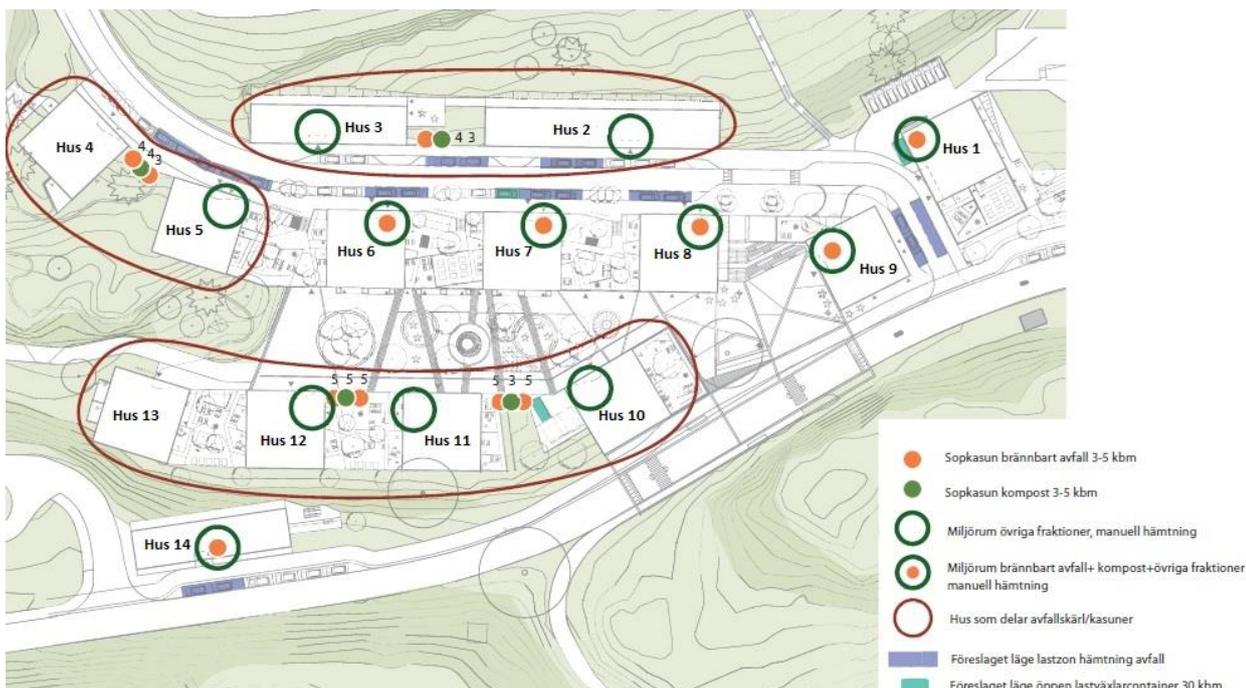 Hus 3
4 3
Hus 2
Hus 1
Hus 4
4
4
3
Hus 5
Hus 6
Hus 7
Hus 8
Hus 9
Hus 13
5 5 5
Hus 12
Hus 11
5 3 5
Hus 10
Hus 14
Sopkasun brännbart avfall 3-5 kbm
Sopkasun kompost 3-5 kbm
Miljörum övriga fraktioner, manuell hämtning
Miljörum brännbart avfall+ kompost+övriga fraktioner
manuell hämtning
Hus som delar avfallskärl/kasuner
Föreslaget läge lastzon hämtning avfall
Föreslaget läge öppen lastväxlarcontainer 30 kbm